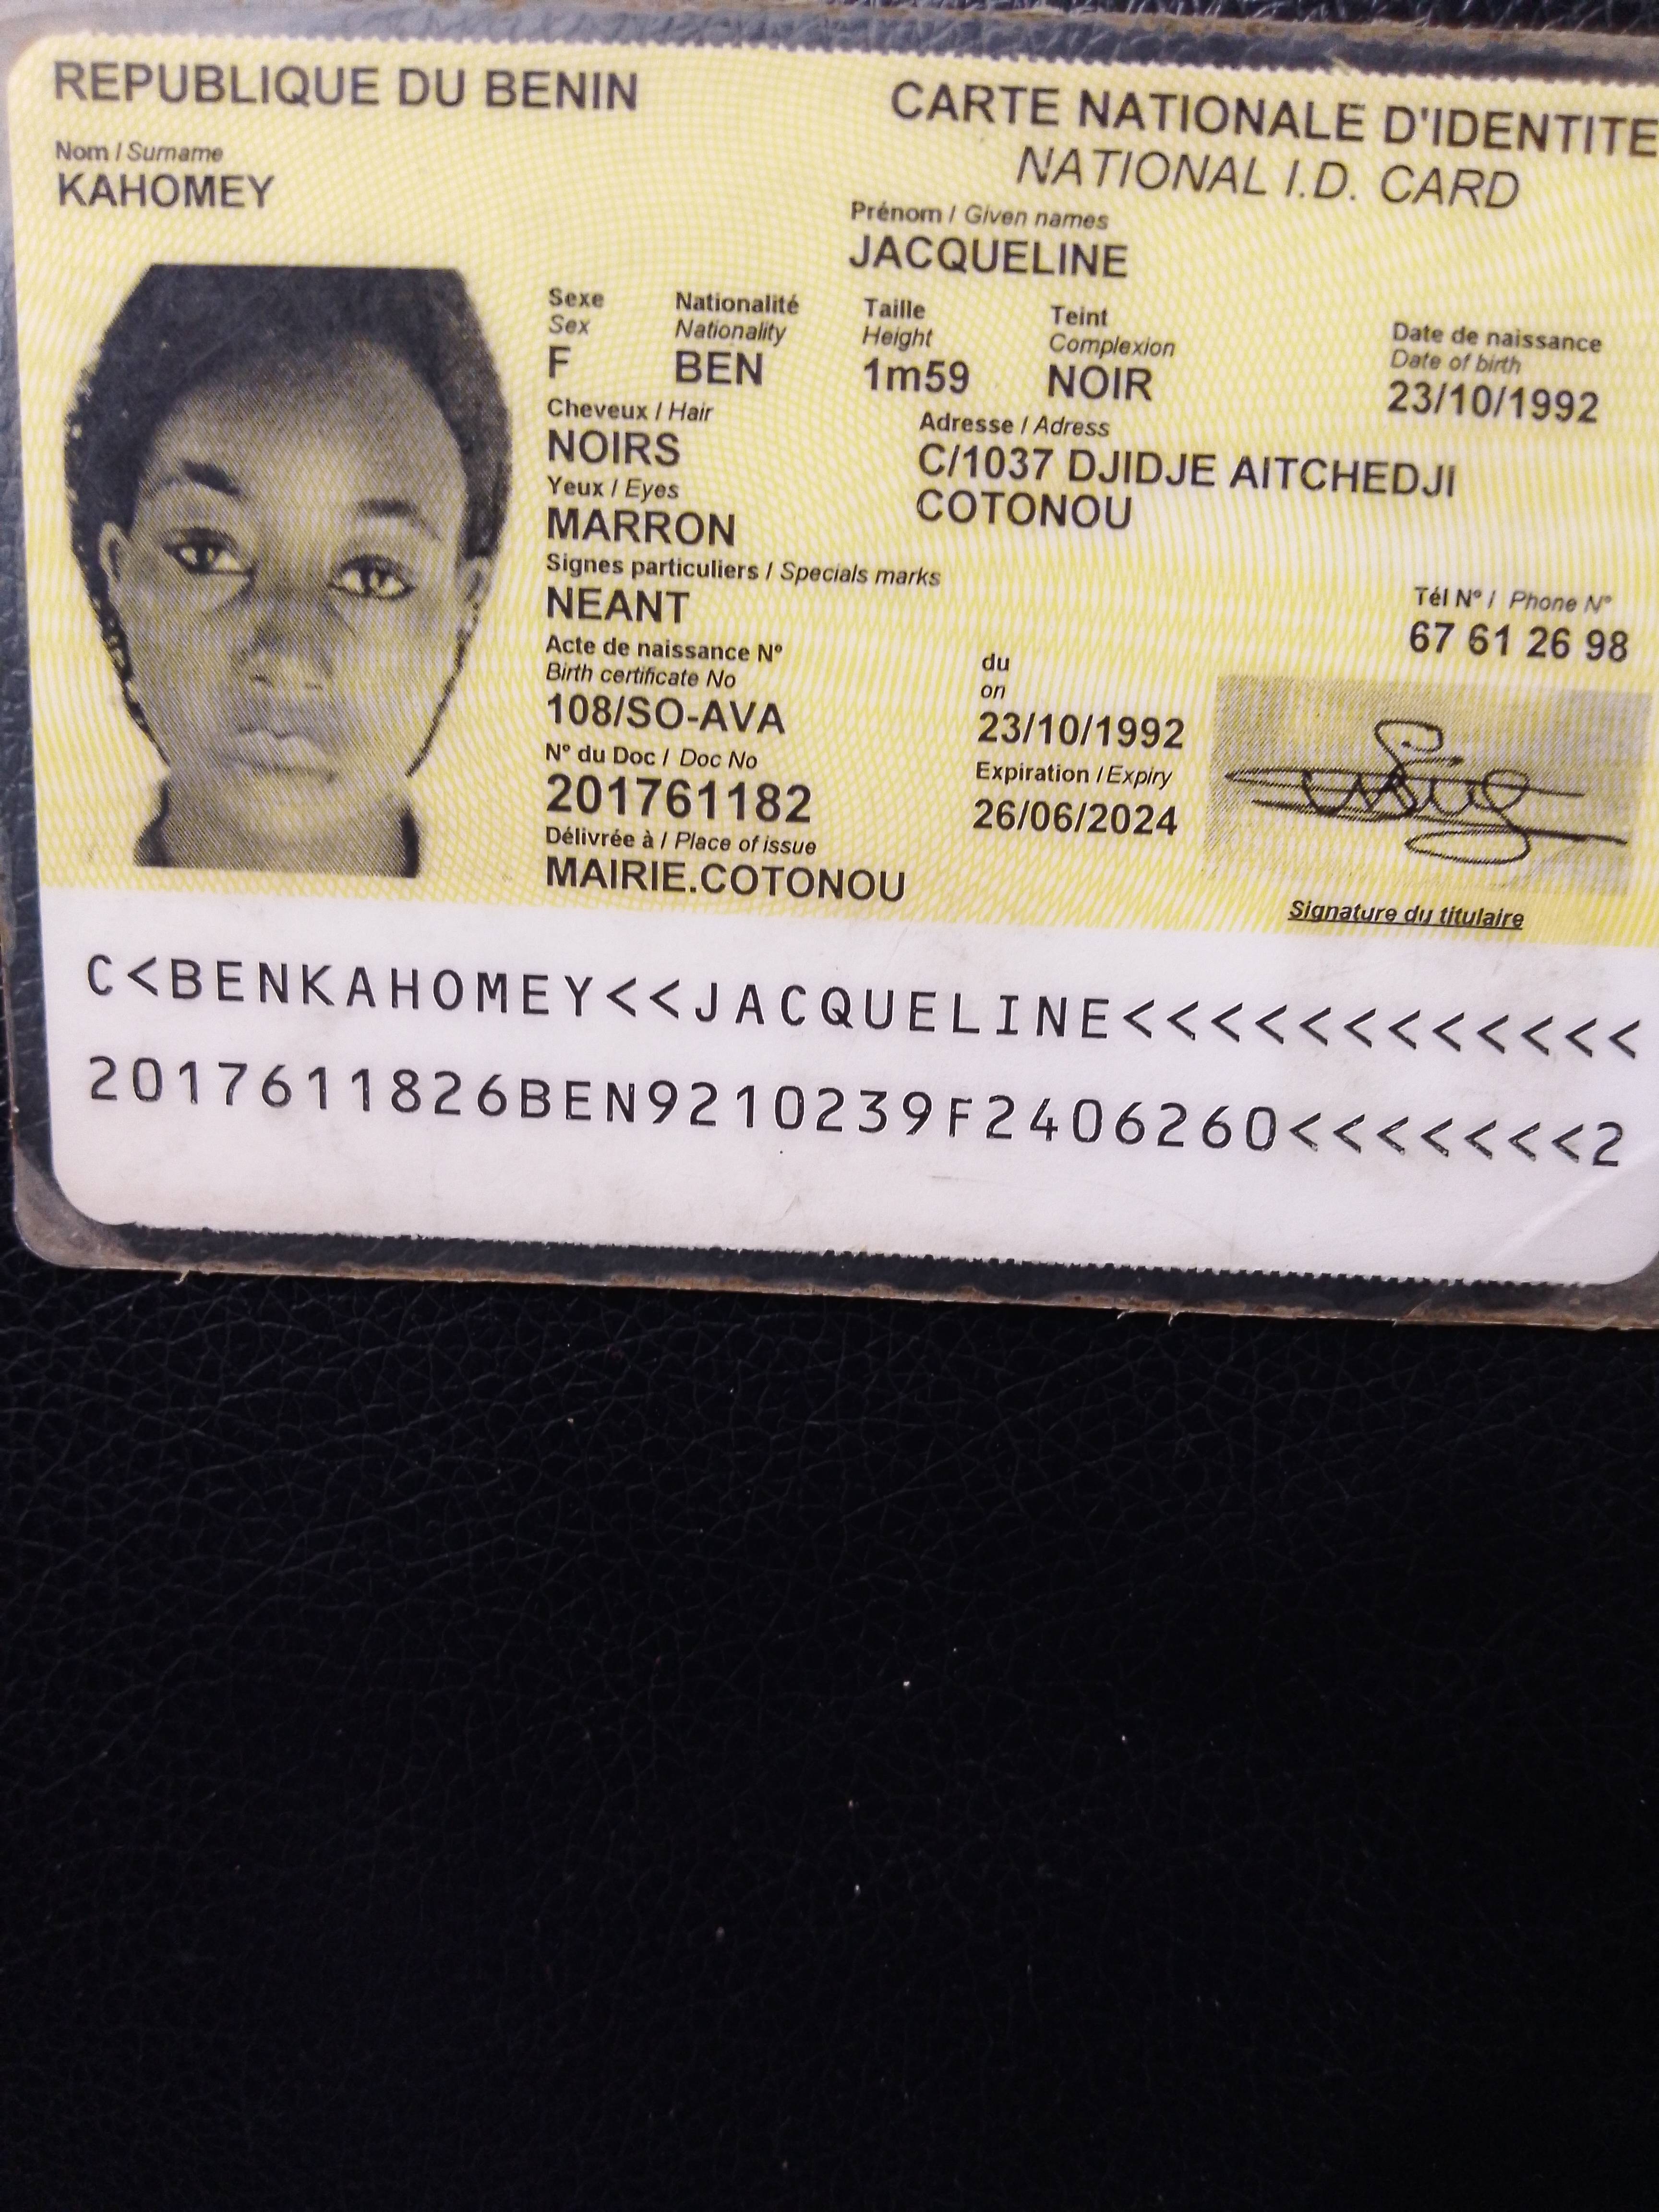 REPUBLIQUE DU BENIN
CARTE NATIONALE D'IDENTITE
NATIONAL I.D. CARD
Nom / Surname
KAHOMEY
Prénom / Given names
JACQUELINE
Sexe
Sex
F
Nationalité
Nationality
BEN
Taille
Height
1m59
Teint
Complexion
NOIR
Date de naissance
Date of birth
23/10/1992
Cheveux / Hair
NOIRS
Adresse / Adress
C/1037 DJIDJE AITCHEDJI
COTONOU
Yeux / Eyes
MARRON
Signes particuliers / Specials marks
NEANT
Tél Nº / Phone Nº
67 61 26 98
Acte de naissance Nº
Birth certificate No
108/SO-AVA
du
on
23/10/1992
Nº du Doc / Doc No
201761182
Expiration / Expiry
26/06/2024
Délivrée à / Place of issue
MAIRIE.COTONOU
Signature du titulaire
C<BENKAHOMEY<<JACQUELINE<<<<<<<<<<<<
2017611826BEN9210239F2406260<<<<<<<2